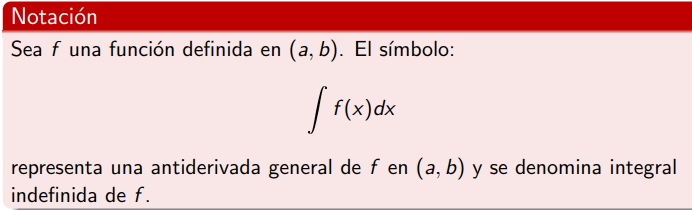 Notación
Sea f una función definida en (a, b). El símbolo:
∫ f(x)dx
representa una antiderivada general de f en (a, b) y se denomina integral
indefinida de f.